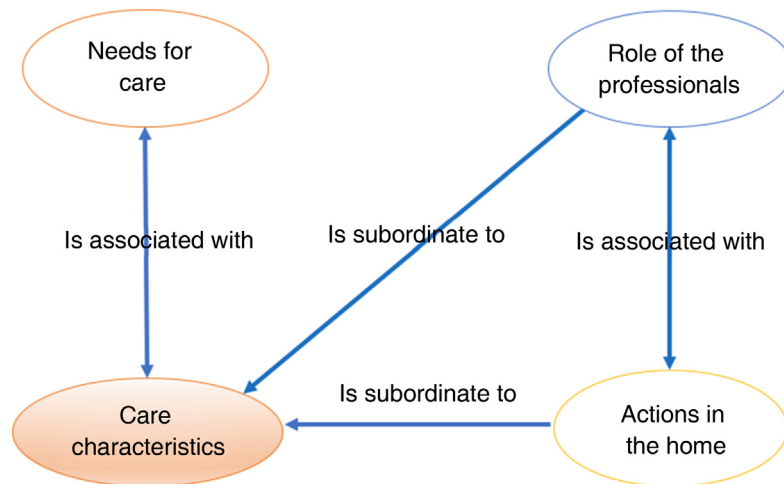 Needs for
care
Role of the
professionals
Is associated with
Is subordinate to
Is associated with
Is subordinate to
Care
characteristics
Actions in
the home